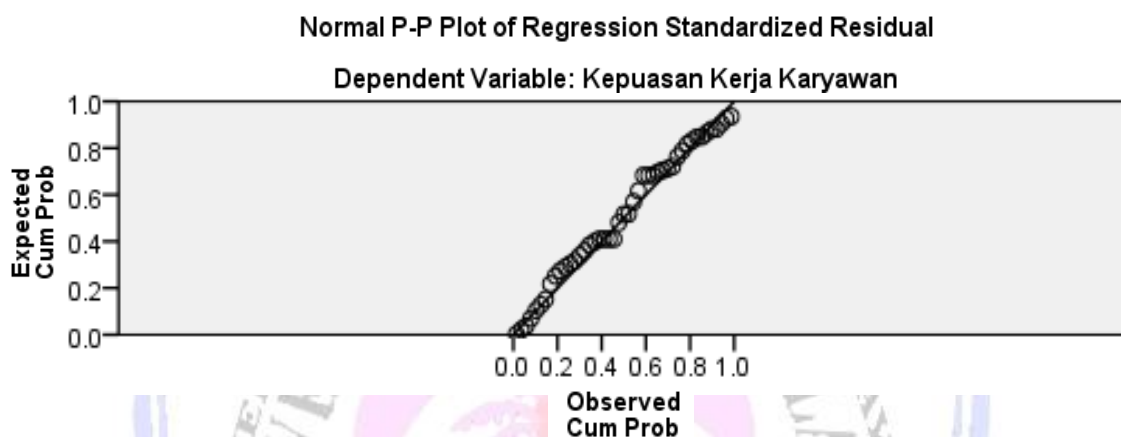 Normal P-P Plot of Regression Standardized Residual
Dependent Variable: Kepuasan Kerja Karyawan
Expected
Cum Prob
1.0
0.8
0.6
0.4
0.2
0.0
0.0 0.2 0.4 0.6 0.8 1.0
Observed
Cum Prob